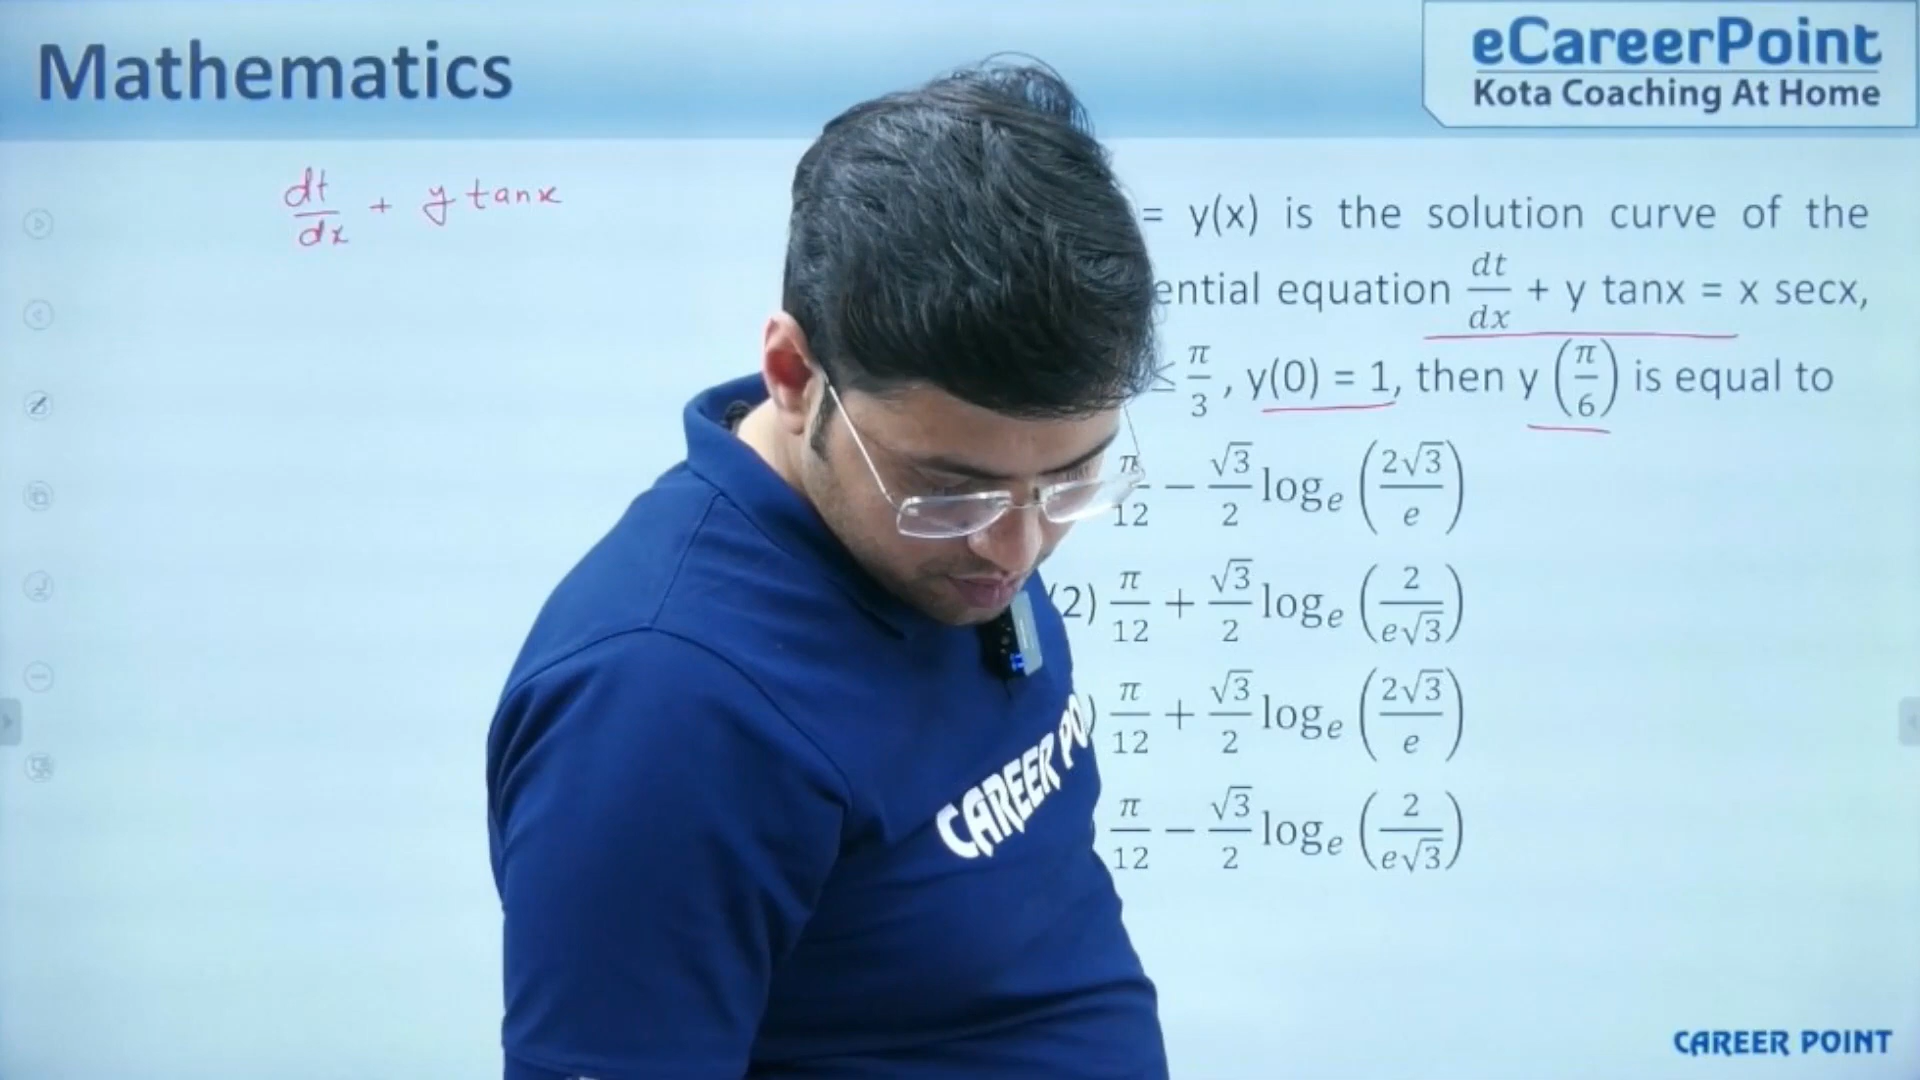 Mathematics
eCareerPoint
Kota Coaching At Home
dt/dx + y tanx
= y(x) is the solution curve of the
ential equation dt/dx + y tanx = x secx,
≤ π/3, y(0) = 1, then y (π/6) is equal to
π/12 − √3/2 logₑ (2√3/e)
(2) π/12 + √3/2 logₑ (2/e√3)
) π/12 + √3/2 logₑ (2√3/e)
π/12 − √3/2 logₑ (2/e√3)
CAREER PO
CAREER POINT